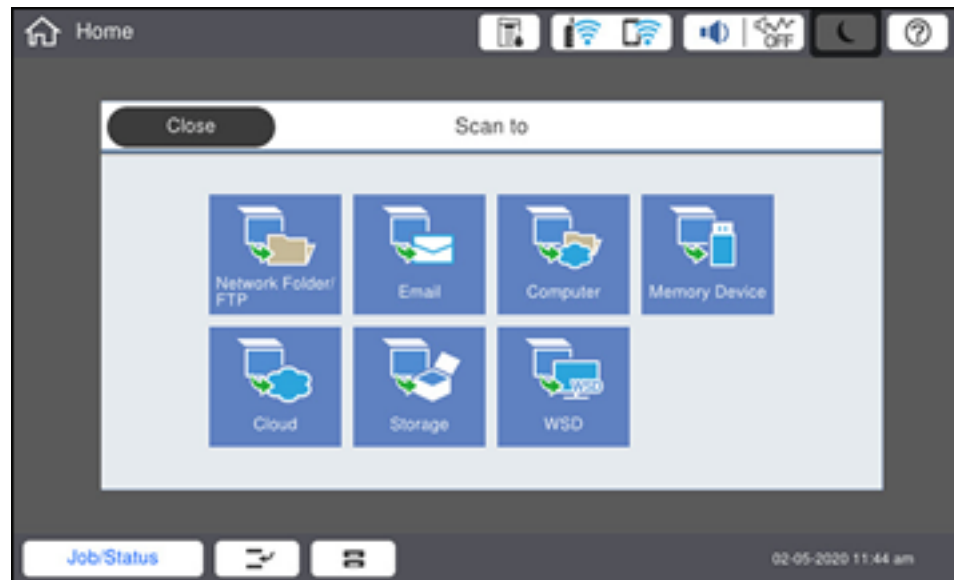 Home
OFF
Close
Scan to
Network Folder/
FTP
Email
Computer
Memory Device
Cloud
Storage
WSD
WSD
Job/Status
02-05-2020 11:44 am